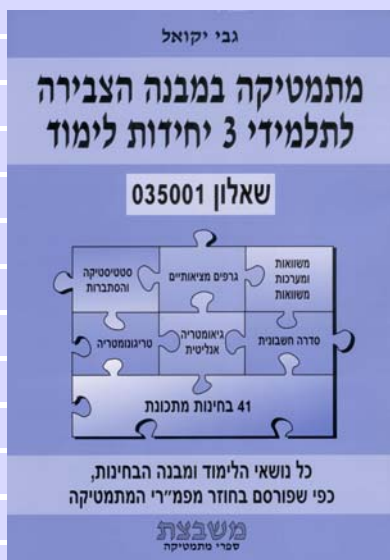 גבי יקואל
מתמטיקה במבנה הצבירה
לתלמידי 3 יחידות לימוד
שאלון 035001
משוואות
ומערכות
משוואות
גרפים מציאותיים
סטטיסטיקה
והסתברות
סדרה חשבונית
גיאומטריה
אנליטית
טריגונומטריה
41 בחינות מתכונת
כל נושאי הלימוד ומבנה הבחינות,
כפי שפורסם בחוזר מפמ״רי המתמטיקה
משבצת
ספרי מתמטיקה